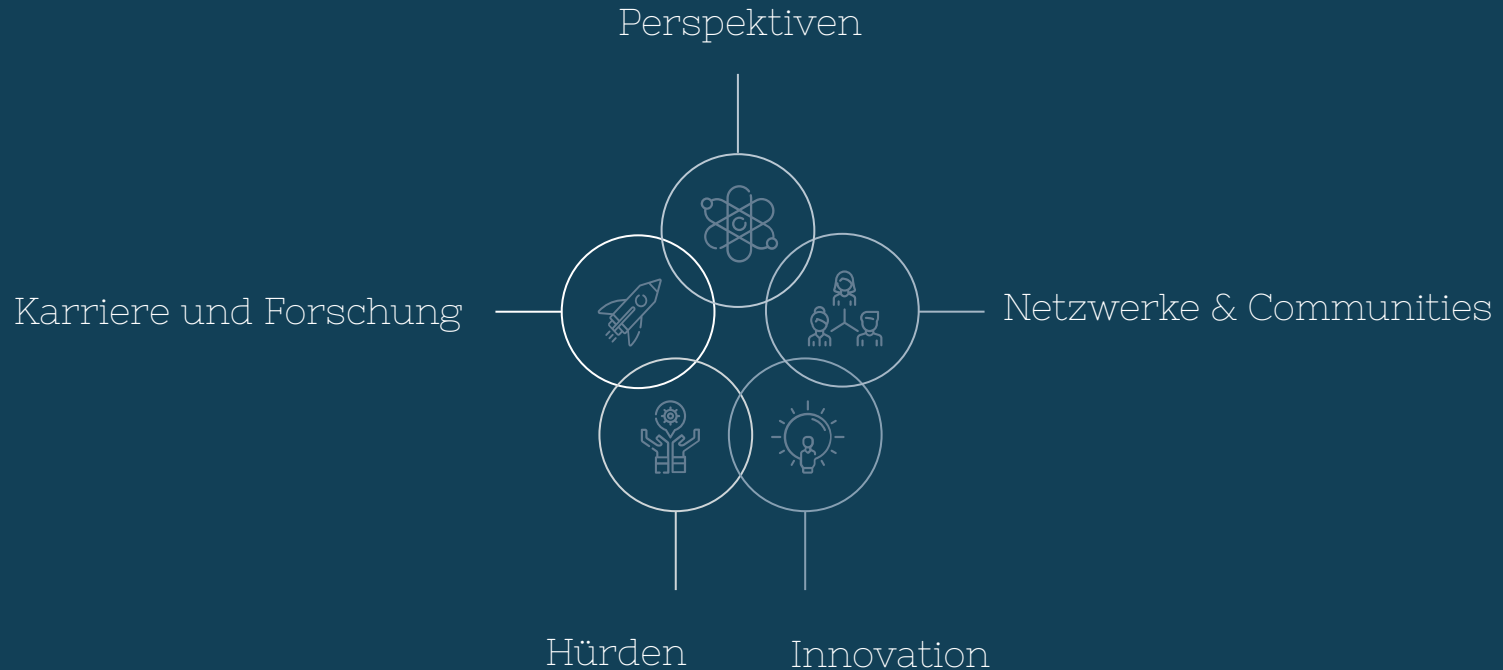 Perspektiven
Karriere und Forschung
Netzwerke & Communities
Hürden
Innovation